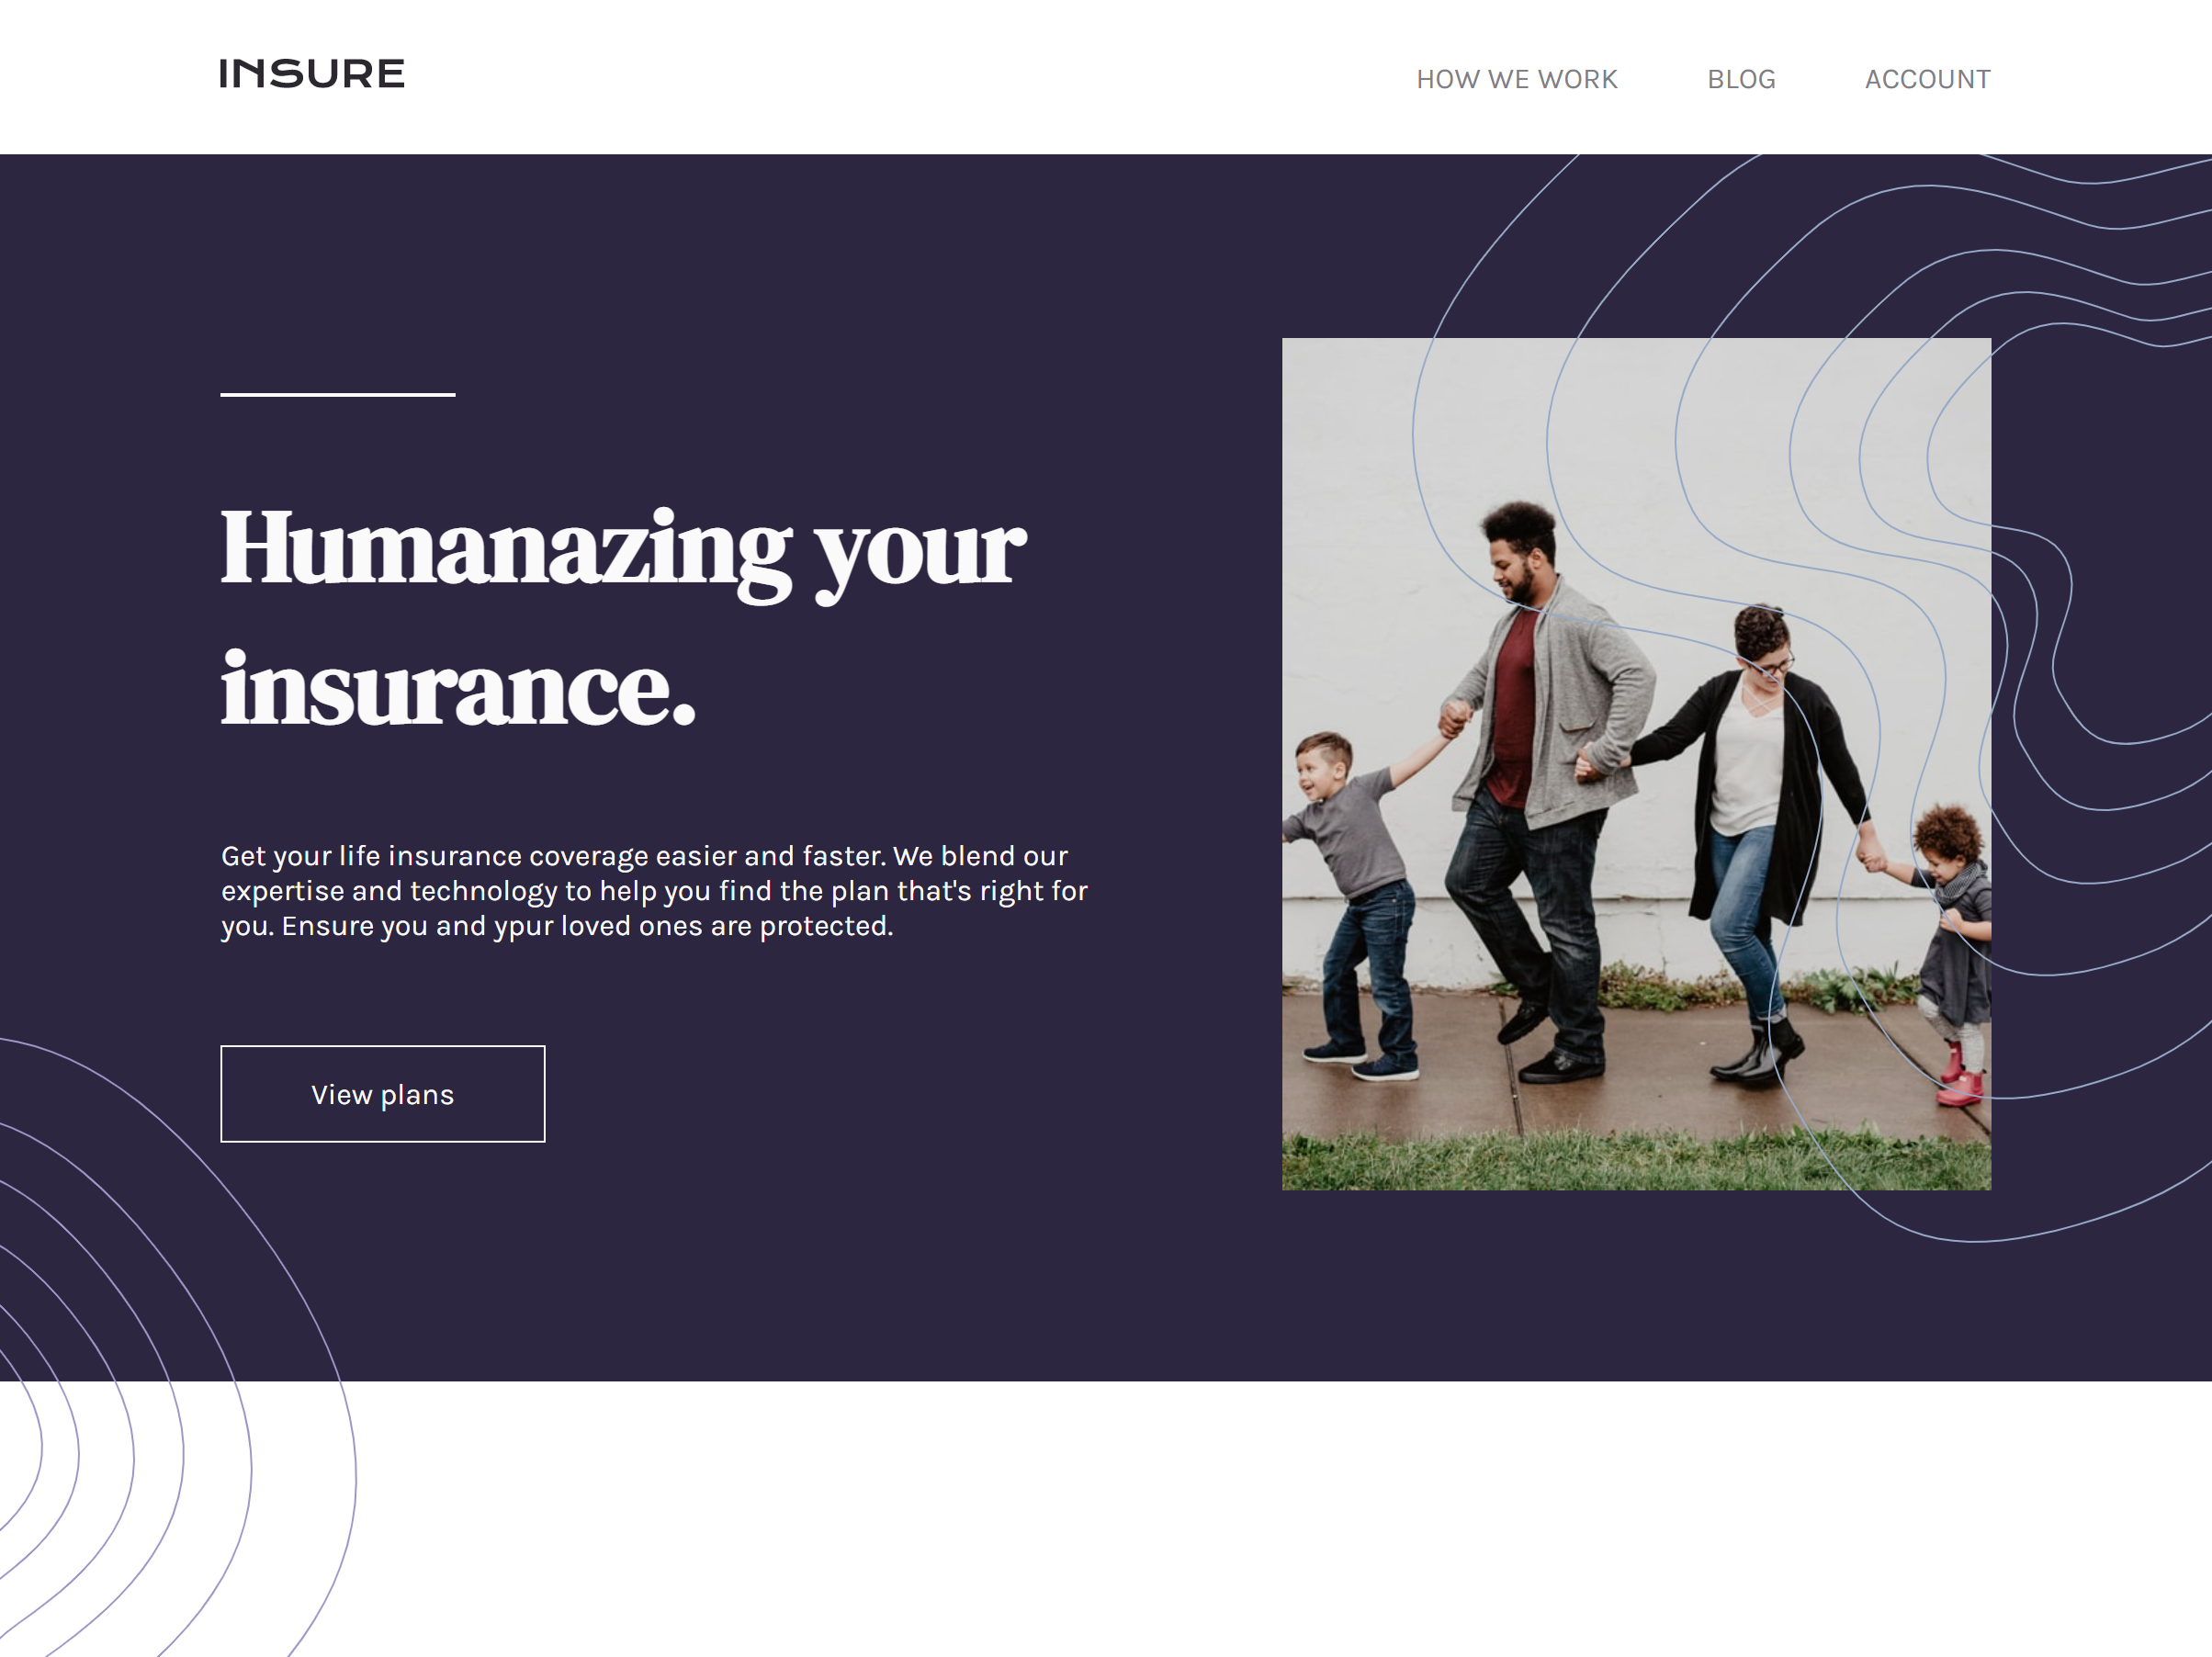 INSURE
HOW WE WORK BLOG ACCOUNT
Humanazing your
insurance.
Get your life insurance coverage easier and faster. We blend our
expertise and technology to help you find the plan that's right for
you. Ensure you and ypur loved ones are protected.
View plans